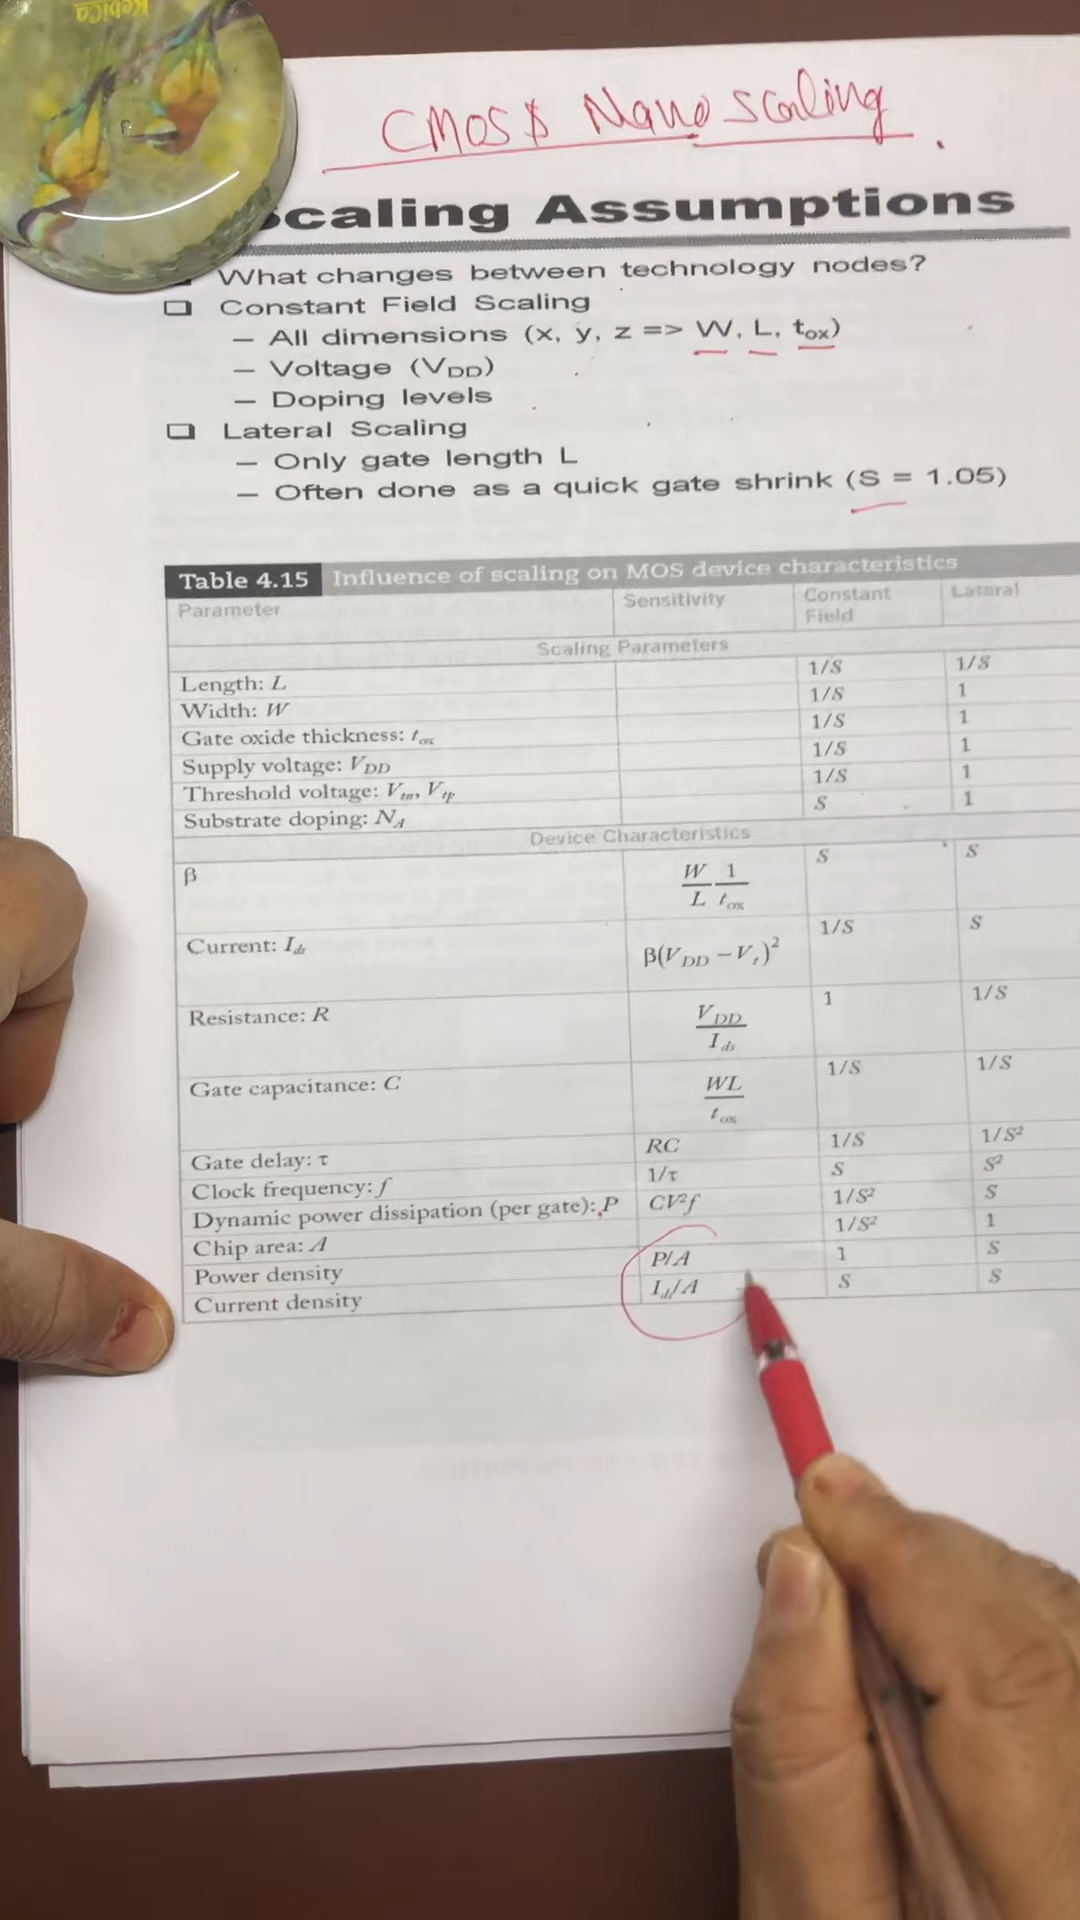 KebiCo
CMOS & Nano scaling.
Scaling Assumptions
What changes between technology nodes?
Constant Field Scaling
– All dimensions (x, y, z => W, L, tox)
– Voltage (VDD)
– Doping levels
Lateral Scaling
– Only gate length L
– Often done as a quick gate shrink (S = 1.05)
Table 4.15 Influence of scaling on MOS device characteristics
Parameter Sensitivity Constant Field Lateral
Scaling Parameters
Length: L 1/S 1/S
Width: W 1/S 1
Gate oxide thickness: tox 1/S 1
Supply voltage: VDD 1/S 1
Threshold voltage: Vtn, Vtp 1/S 1
Substrate doping: NA S 1
Device Characteristics
β W/L 1/tox S S
Current: Ids β(VDD – Vt)² 1/S S
Resistance: R VDD/Ids 1 1/S
Gate capacitance: C WL/tox 1/S 1/S
Gate delay: τ RC 1/S 1/S²
Clock frequency: f 1/τ S S²
Dynamic power dissipation (per gate): P CV²f 1/S² S
Chip area: A 1/S² 1
Power density P/A 1 S
Current density Ids/A S S